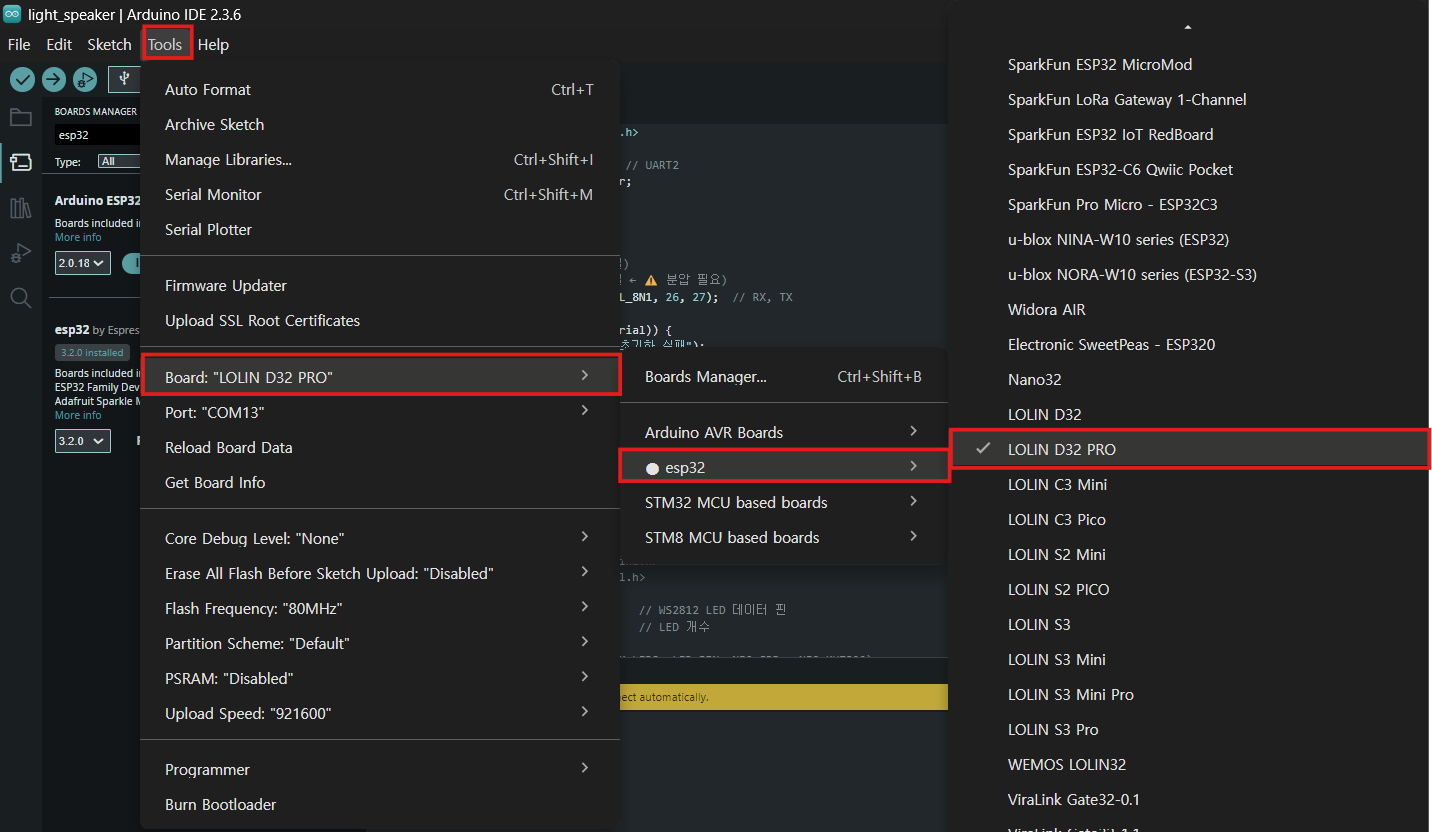 light_speaker | Arduino IDE 2.3.6
File Edit Sketch Tools Help
BOARDS MANAGER
esp32
Type: All
Arduino ESP32
Boards included
More info
2.0.18
esp32 by
3.2.0 installed
Boards included
ESP32 Family
Adafruit Sparkle
More info
3.2.0
Auto Format Ctrl+T
Archive Sketch
Manage Libraries... Ctrl+Shift+I
Serial Monitor Ctrl+Shift+M
Serial Plotter
Firmware Updater
Upload SSL Root Certificates
Board: "LOLIN D32 PRO"
Port: "COM13"
Reload Board Data
Get Board Info
Core Debug Level: "None"
Erase All Flash Before Sketch Upload: "Disabled"
Flash Frequency: "80MHz"
Partition Scheme: "Default"
PSRAM: "Disabled"
Upload Speed: "921600"
Programmer
Burn Bootloader
.h>
// UART2
r;
← ⚠ 분압 필요)
L_8N1, 26, 27); // RX, TX
rial)) {
Boards Manager... Ctrl+Shift+B
Arduino AVR Boards
esp32
STM32 MCU based boards
STM8 MCU based boards
l.h>
// WS2812 LED 데이터 핀
// LED 개수
automatically.
SparkFun ESP32 MicroMod
SparkFun LoRa Gateway 1-Channel
SparkFun ESP32 IoT RedBoard
SparkFun ESP32-C6 Qwiic Pocket
SparkFun Pro Micro - ESP32C3
u-blox NINA-W10 series (ESP32)
u-blox NORA-W10 series (ESP32-S3)
Widora AIR
Electronic SweetPeas - ESP320
Nano32
LOLIN D32
LOLIN D32 PRO
LOLIN C3 Mini
LOLIN C3 Pico
LOLIN S2 Mini
LOLIN S2 PICO
LOLIN S3
LOLIN S3 Mini
LOLIN S3 Mini Pro
LOLIN S3 Pro
WEMOS LOLIN32
ViraLink Gate32-0.1